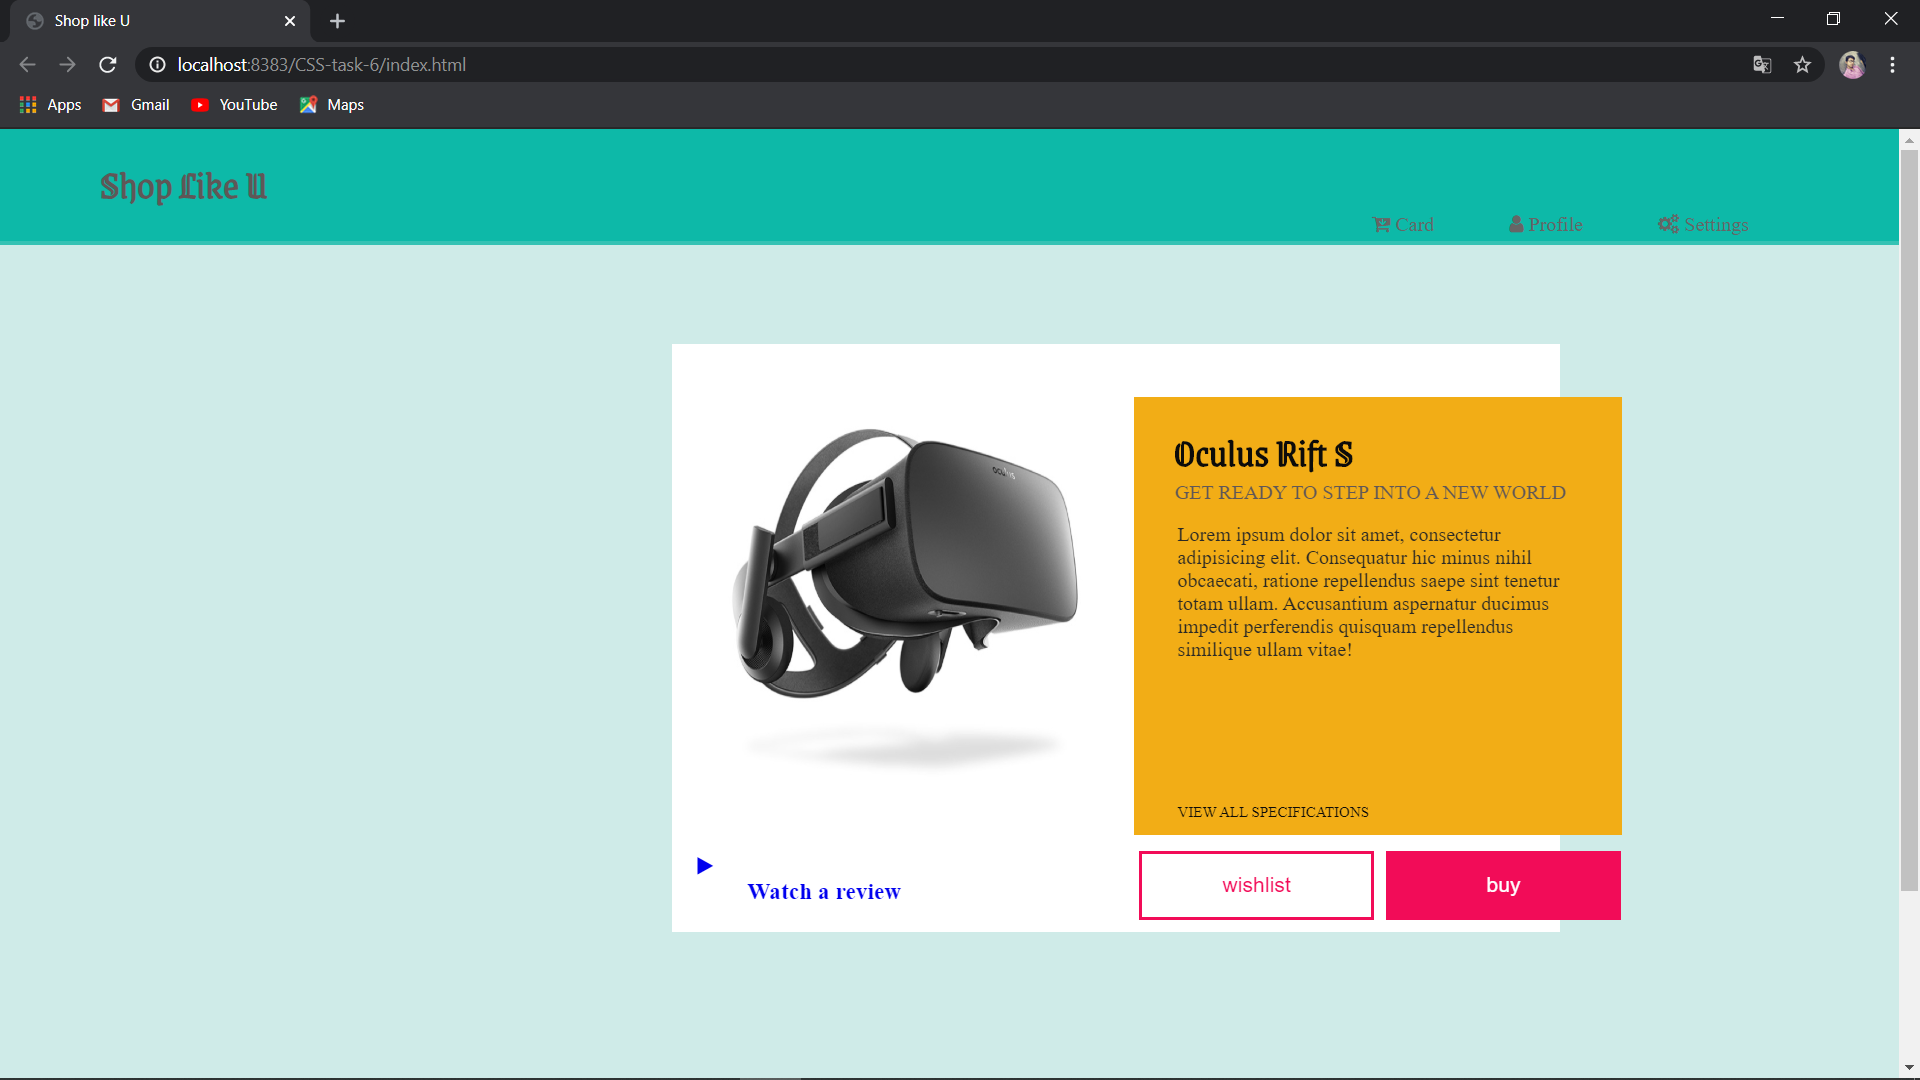 Shop like U
localhost:8383/CSS-task-6/index.html
Apps Gmail YouTube Maps
Shop Like U
Card Profile Settings
oculus
Oculus Rift S
GET READY TO STEP INTO A NEW WORLD
Lorem ipsum dolor sit amet, consectetur
adipisicing elit. Consequatur hic minus nihil
obcaecati, ratione repellendus saepe sint tenetur
totam ullam. Accusantium aspernatur ducimus
impedit perferendis quisquam repellendus
similique ullam vitae!
VIEW ALL SPECIFICATIONS
Watch a review
wishlist
buy